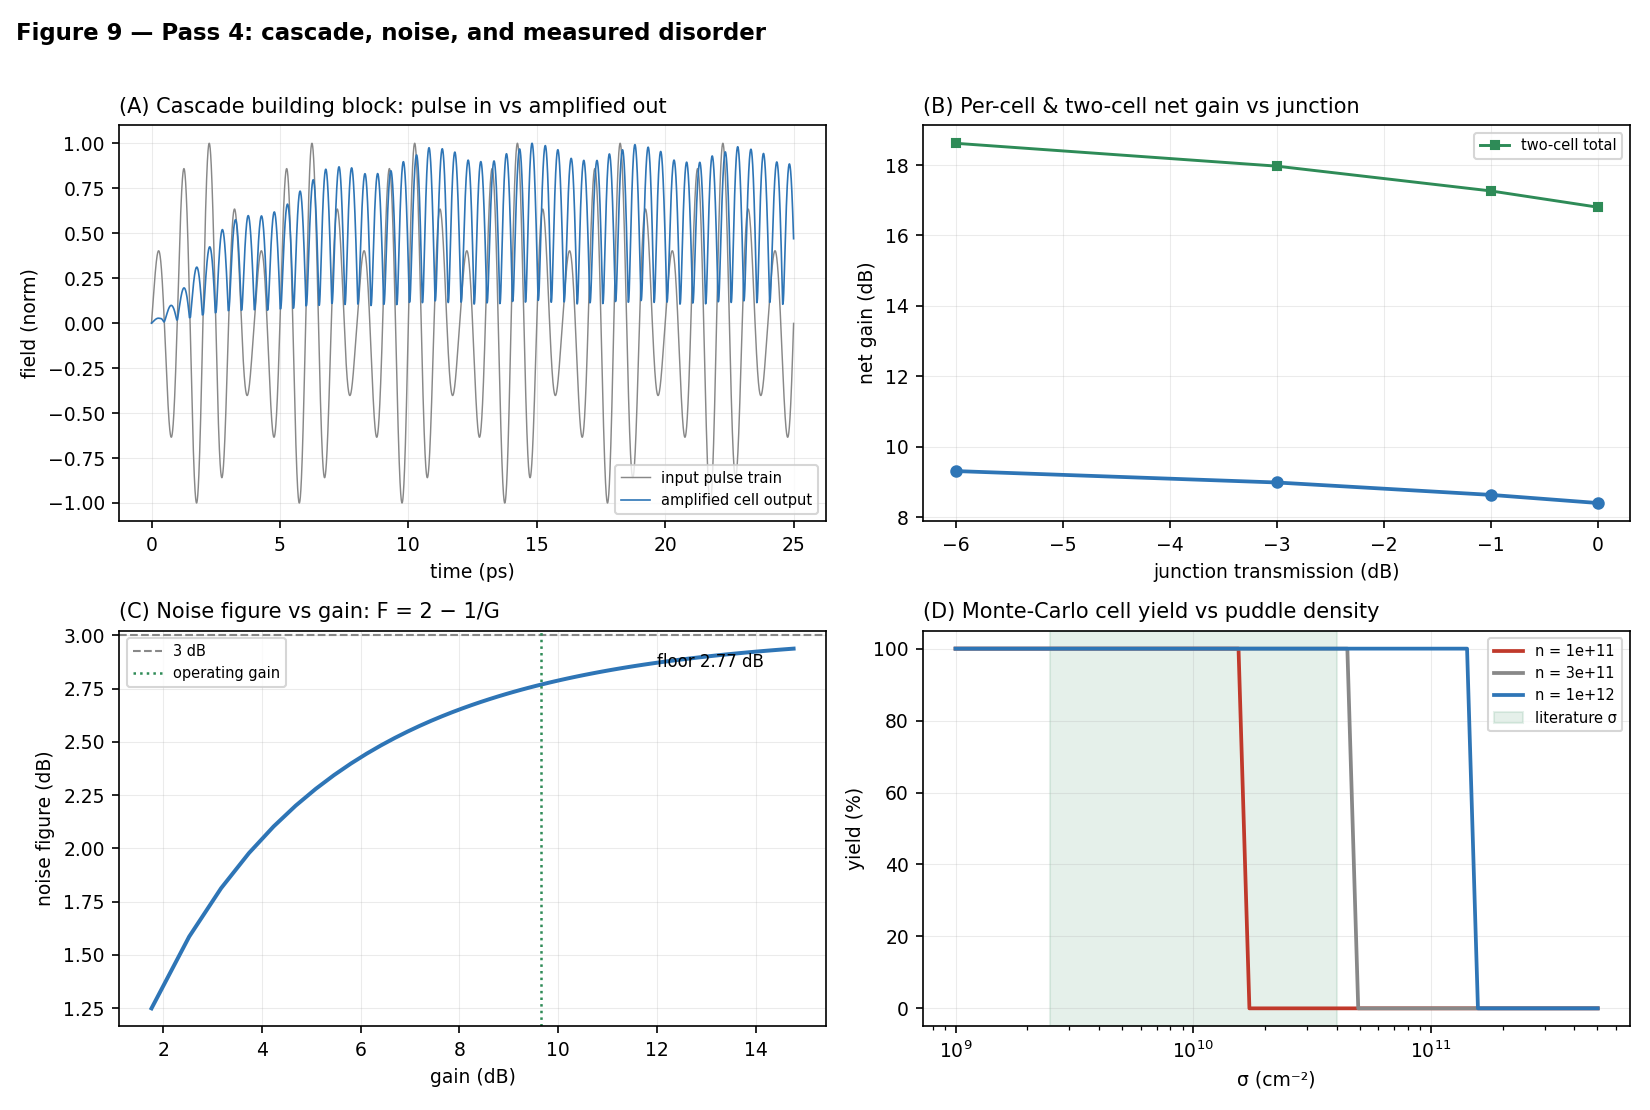 Figure 9 — Pass 4: cascade, noise, and measured disorder
(A) Cascade building block: pulse in vs amplified out
1.00
0.75
0.50
0.25
0.00
−0.25
−0.50
−0.75
−1.00
field (norm)
input pulse train
amplified cell output
0 5 10 15 20 25
time (ps)
(B) Per-cell & two-cell net gain vs junction
two-cell total
18
16
14
12
10
8
net gain (dB)
−6 −5 −4 −3 −2 −1 0
junction transmission (dB)
(C) Noise figure vs gain: F = 2 − 1/G
3.00
2.75
2.50
2.25
2.00
1.75
1.50
1.25
noise figure (dB)
3 dB
operating gain
floor 2.77 dB
2 4 6 8 10 12 14
gain (dB)
(D) Monte-Carlo cell yield vs puddle density
100
80
60
40
20
0
yield (%)
n = 1e+11
n = 3e+11
n = 1e+12
literature σ
10⁹ 10¹⁰ 10¹¹
σ (cm⁻²)